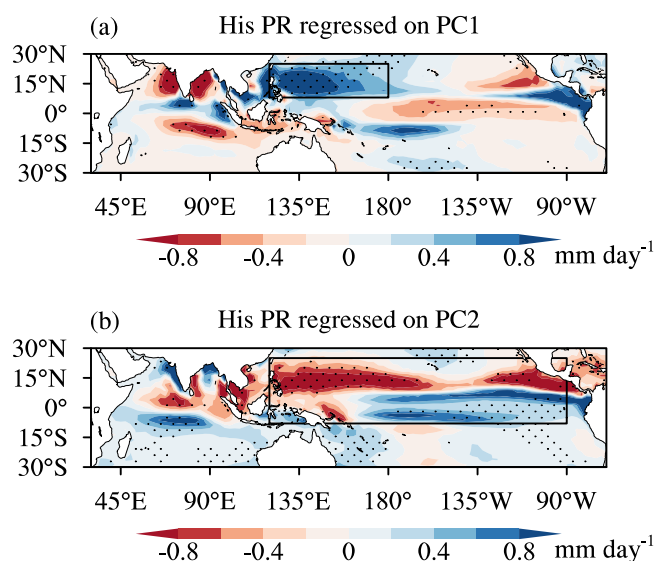 (a) His PR regressed on PC1
30°N
15°N
0°
15°S
30°S
45°E 90°E 135°E 180° 135°W 90°W
-0.8 -0.4 0 0.4 0.8 mm day⁻¹
(b) His PR regressed on PC2
30°N
15°N
0°
15°S
30°S
45°E 90°E 135°E 180° 135°W 90°W
-0.8 -0.4 0 0.4 0.8 mm day⁻¹